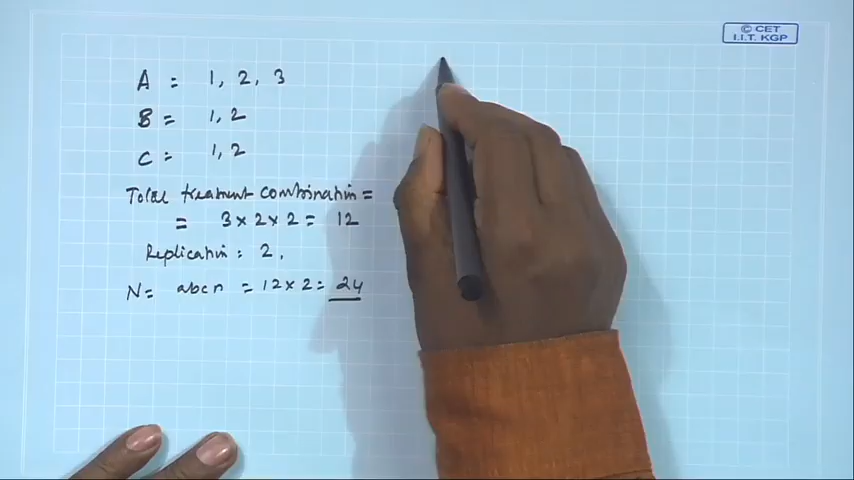 © CET
I.I.T. KGP
A = 1, 2, 3
B = 1, 2
C = 1, 2
Total treatment combination =
= 3 × 2 × 2 = 12
Replication : 2,
N = abcn = 12 × 2 = 24